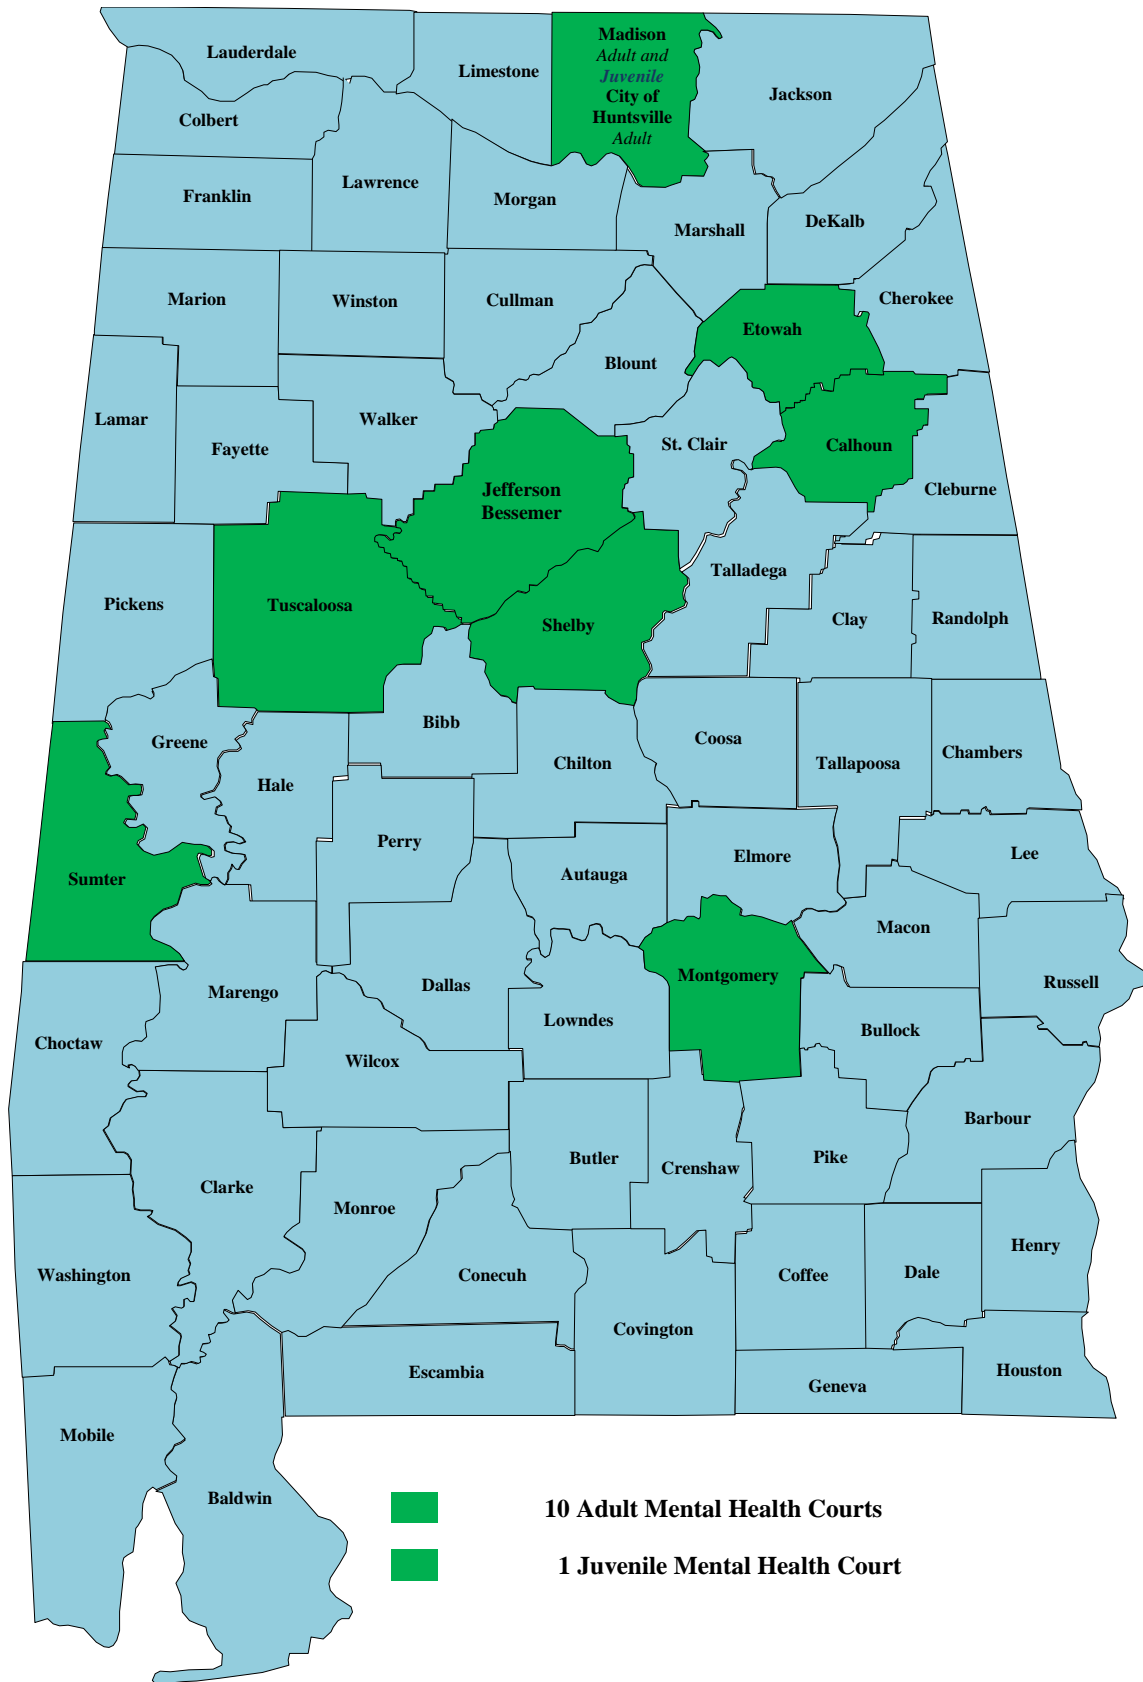 Lauderdale
Limestone
Madison
Adult and
Juvenile
City of
Huntsville
Adult
Jackson
Colbert
Franklin
Lawrence
Morgan
Marshall
DeKalb
Marion
Winston
Cullman
Cherokee
Etowah
Blount
Lamar
Fayette
Walker
St. Clair
Calhoun
Cleburne
Jefferson
Bessemer
Pickens
Tuscaloosa
Shelby
Talladega
Clay
Randolph
Greene
Bibb
Coosa
Tallapoosa
Chambers
Hale
Chilton
Perry
Elmore
Lee
Sumter
Autauga
Macon
Marengo
Dallas
Montgomery
Russell
Choctaw
Lowndes
Bullock
Wilcox
Barbour
Clarke
Butler
Crenshaw
Pike
Monroe
Henry
Washington
Conecuh
Coffee
Dale
Covington
Escambia
Geneva
Houston
Mobile
Baldwin
10 Adult Mental Health Courts
1 Juvenile Mental Health Court